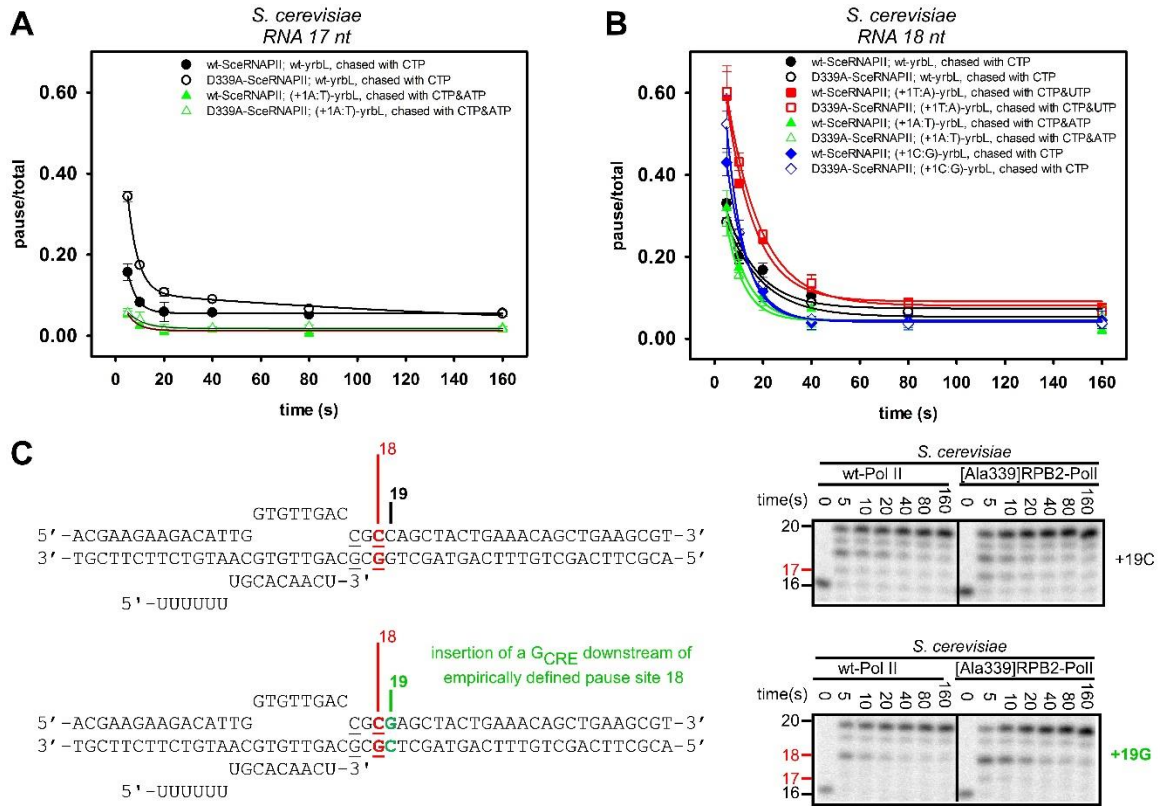 A
S. cerevisiae
RNA 17 nt
wt-SceRNAPII; wt-yrbL, chased with CTP
D339A-SceRNAPII; wt-yrbL, chased with CTP
wt-SceRNAPII; (+1A:T)-yrbL, chased with CTP&ATP
D339A-SceRNAPII; (+1A:T)-yrbL, chased with CTP&ATP
pause/total
0.60
0.40
0.20
0.00
0 20 40 60 80 100 120 140 160
time (s)
B
S. cerevisiae
RNA 18 nt
wt-SceRNAPII; wt-yrbL, chased with CTP
D339A-SceRNAPII; wt-yrbL, chased with CTP
wt-SceRNAPII; (+1T:A)-yrbL, chased with CTP&UTP
D339A-SceRNAPII; (+1T:A)-yrbL, chased with CTP&UTP
wt-SceRNAPII; (+1A:T)-yrbL, chased with CTP&ATP
D339A-SceRNAPII; (+1A:T)-yrbL, chased with CTP&ATP
wt-SceRNAPII; (+1C:G)-yrbL, chased with CTP
D339A-SceRNAPII; (+1C:G)-yrbL, chased with CTP
pause/total
0.60
0.40
0.20
0.00
0 20 40 60 80 100 120 140 160
time (s)
C
18
19
GTGTTGAC
5'-ACGAAGAAGACATTG CGCCAGCTACTGAAACAGCTGAAGCGT-3'
3'-TGCTTCTTCTGTAACGTGTTGACGCGGTCGATGACTTTGTCGACTTCGCA-5'
UGCACAACU-3'
5'-UUUUUU
18
19
insertion of a GCRE downstream of
empirically defined pause site 18
GTGTTGAC
5'-ACGAAGAAGACATTG CGCGAGCTACTGAAACAGCTGAAGCGT-3'
3'-TGCTTCTTCTGTAACGTGTTGACGCGCTCGATGACTTTGTCGACTTCGCA-5'
UGCACAACU-3'
5'-UUUUUU
S. cerevisiae
wt-Pol II [Ala339]RPB2-PolI
time(s) 0 5 10 20 40 80 160 0 5 10 20 40 80 160
20
17
16
+19C
S. cerevisiae
wt-Pol II [Ala339]RPB2-PolI
time(s) 0 5 10 20 40 80 160 0 5 10 20 40 80 160
20
18
17
16
+19G